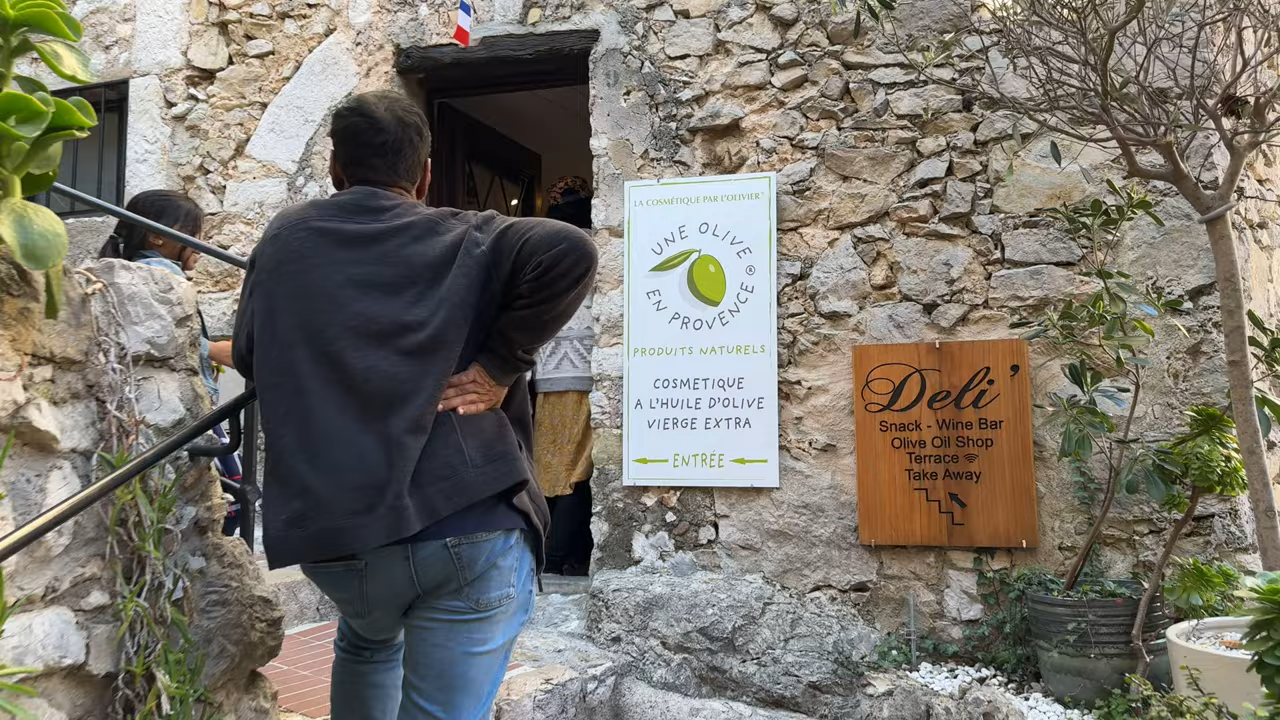 LA COSMÉTIQUE PAR L'OLIVIER!
UNE OLIVE
EN PROVENCE®
PRODUITS NATURELS
COSMETIQUE
A L'HUILE D'OLIVE
VIERGE EXTRA
ENTRÉE
Deli'
Snack - Wine Bar
Olive Oil Shop
Terrace
Take Away